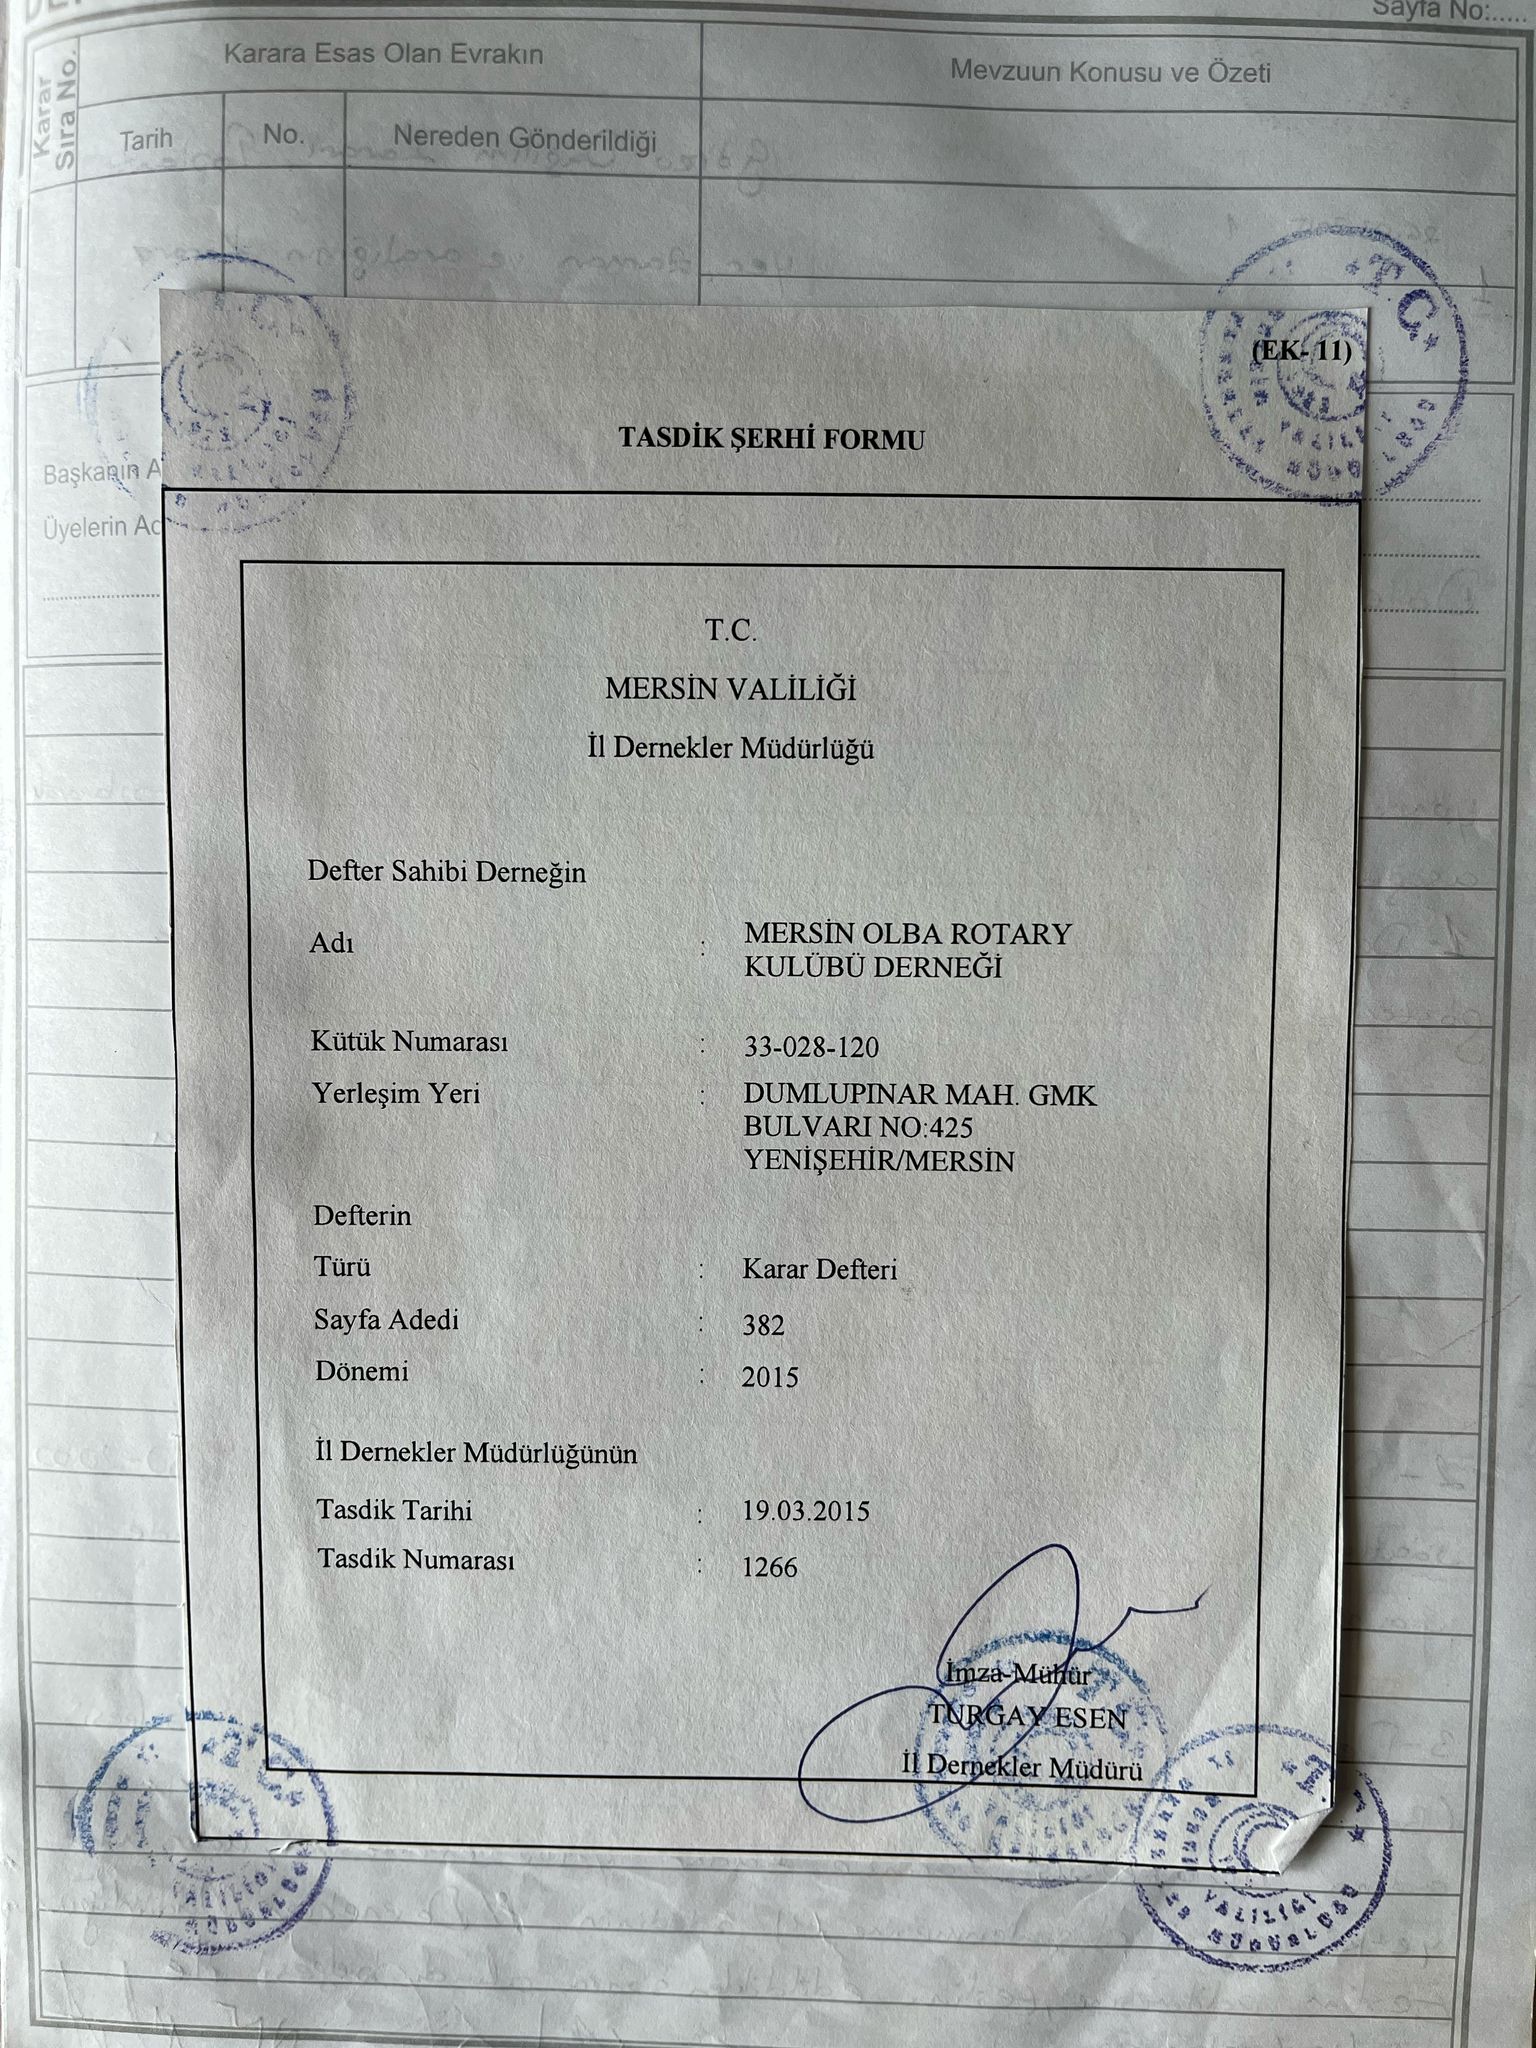 Sayfa No:.....
Karar Sıra No.
Karara Esas Olan Evrakın
Mevzuun Konusu ve Özeti
Tarih
No.
Nereden Gönderildiği
T.C.
(EK- 11)
TASDİK ŞERHİ FORMU
Başkanın A
Üyelerin Ad
T.C.
MERSİN VALİLİĞİ
İl Dernekler Müdürlüğü
Defter Sahibi Derneğin
Adı : MERSİN OLBA ROTARY
KULÜBÜ DERNEĞİ
Kütük Numarası : 33-028-120
Yerleşim Yeri : DUMLUPINAR MAH. GMK
BULVARI NO:425
YENİŞEHİR/MERSİN
Defterin
Türü : Karar Defteri
Sayfa Adedi : 382
Dönemi : 2015
İl Dernekler Müdürlüğünün
Tasdik Tarihi : 19.03.2015
Tasdik Numarası : 1266
İmza-Mühür
TURGAY ESEN
İl Dernekler Müdürü